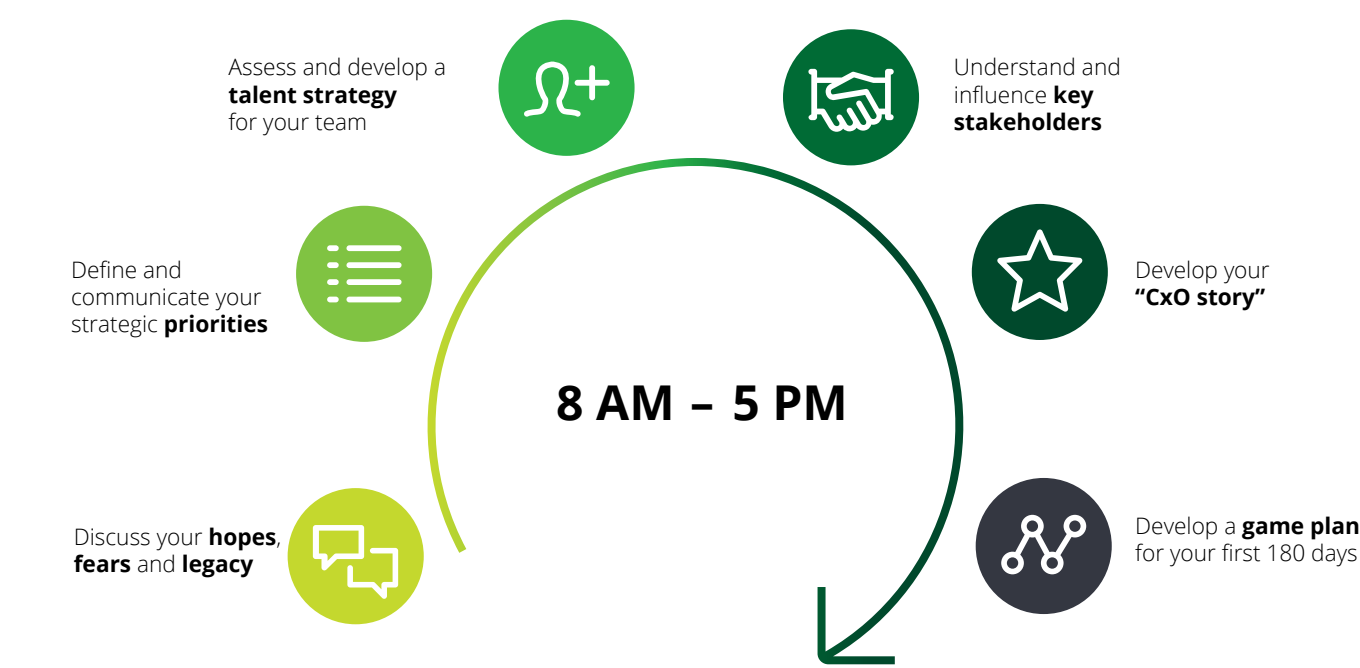 Assess and develop a
talent strategy
for your team
Understand and
influence key
stakeholders
Define and
communicate your
strategic priorities
Develop your
“CxO story”
8 AM – 5 PM
Discuss your hopes,
fears and legacy
Develop a game plan
for your first 180 days